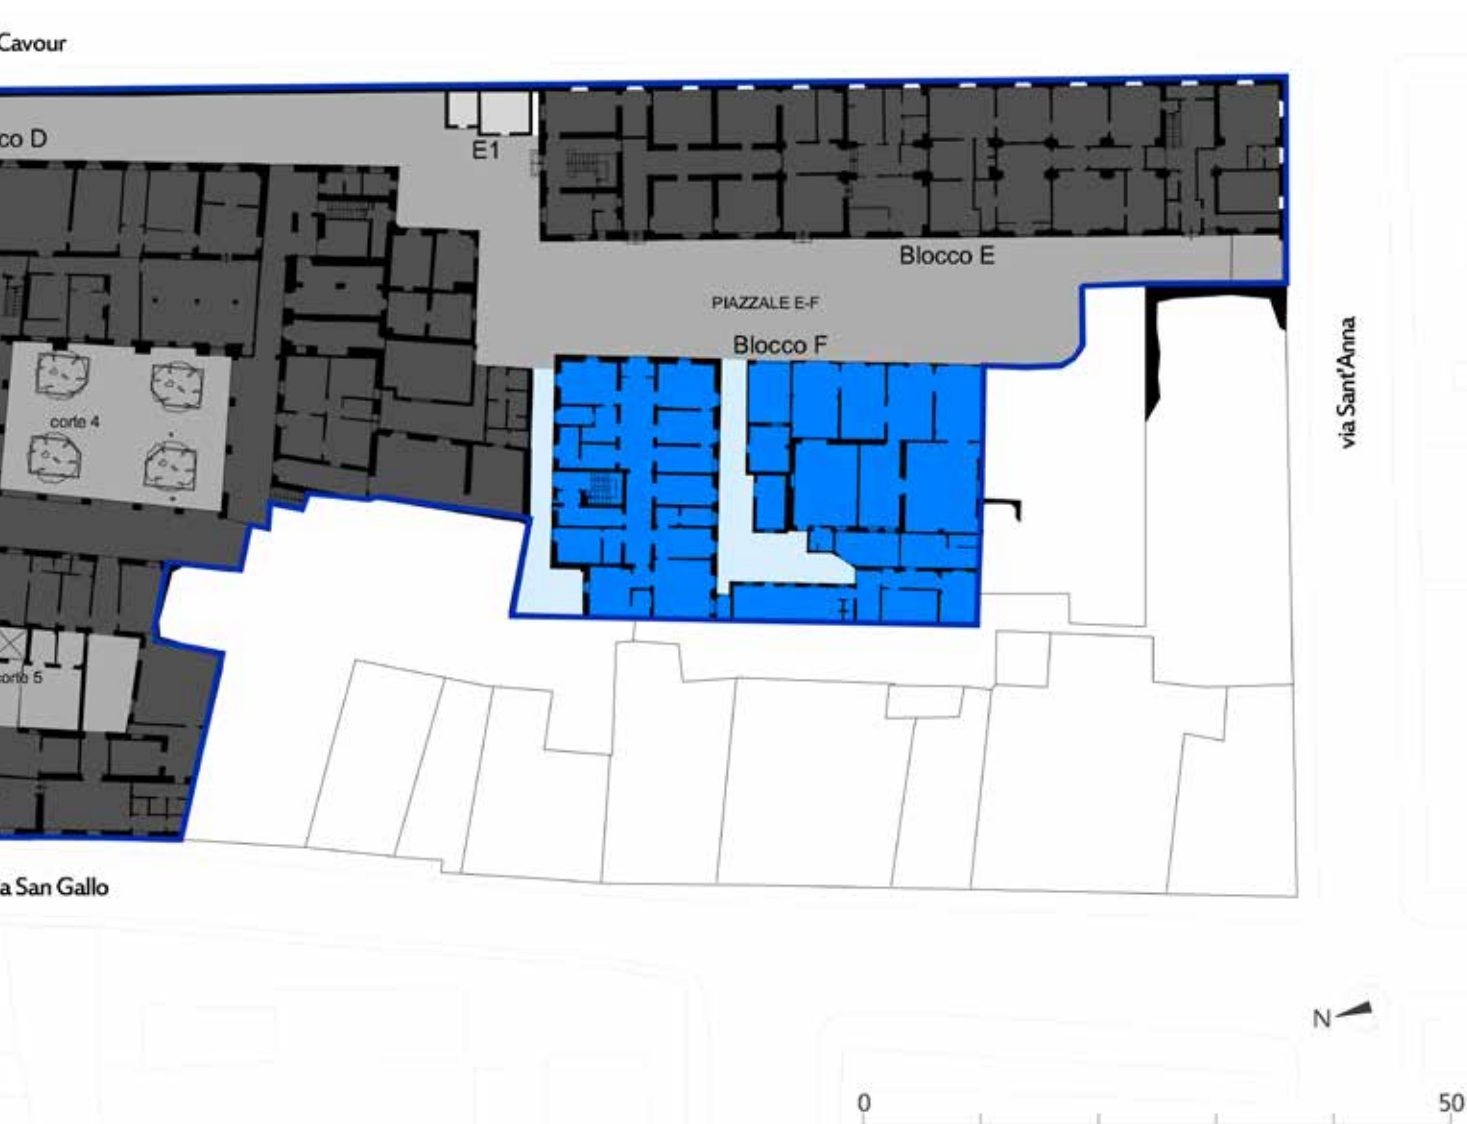 Cavour
co D
E1
Blocco E
PIAZZALE E-F
Blocco F
via Sant'Anna
corte 4
corte 5
a San Gallo
N
0
50